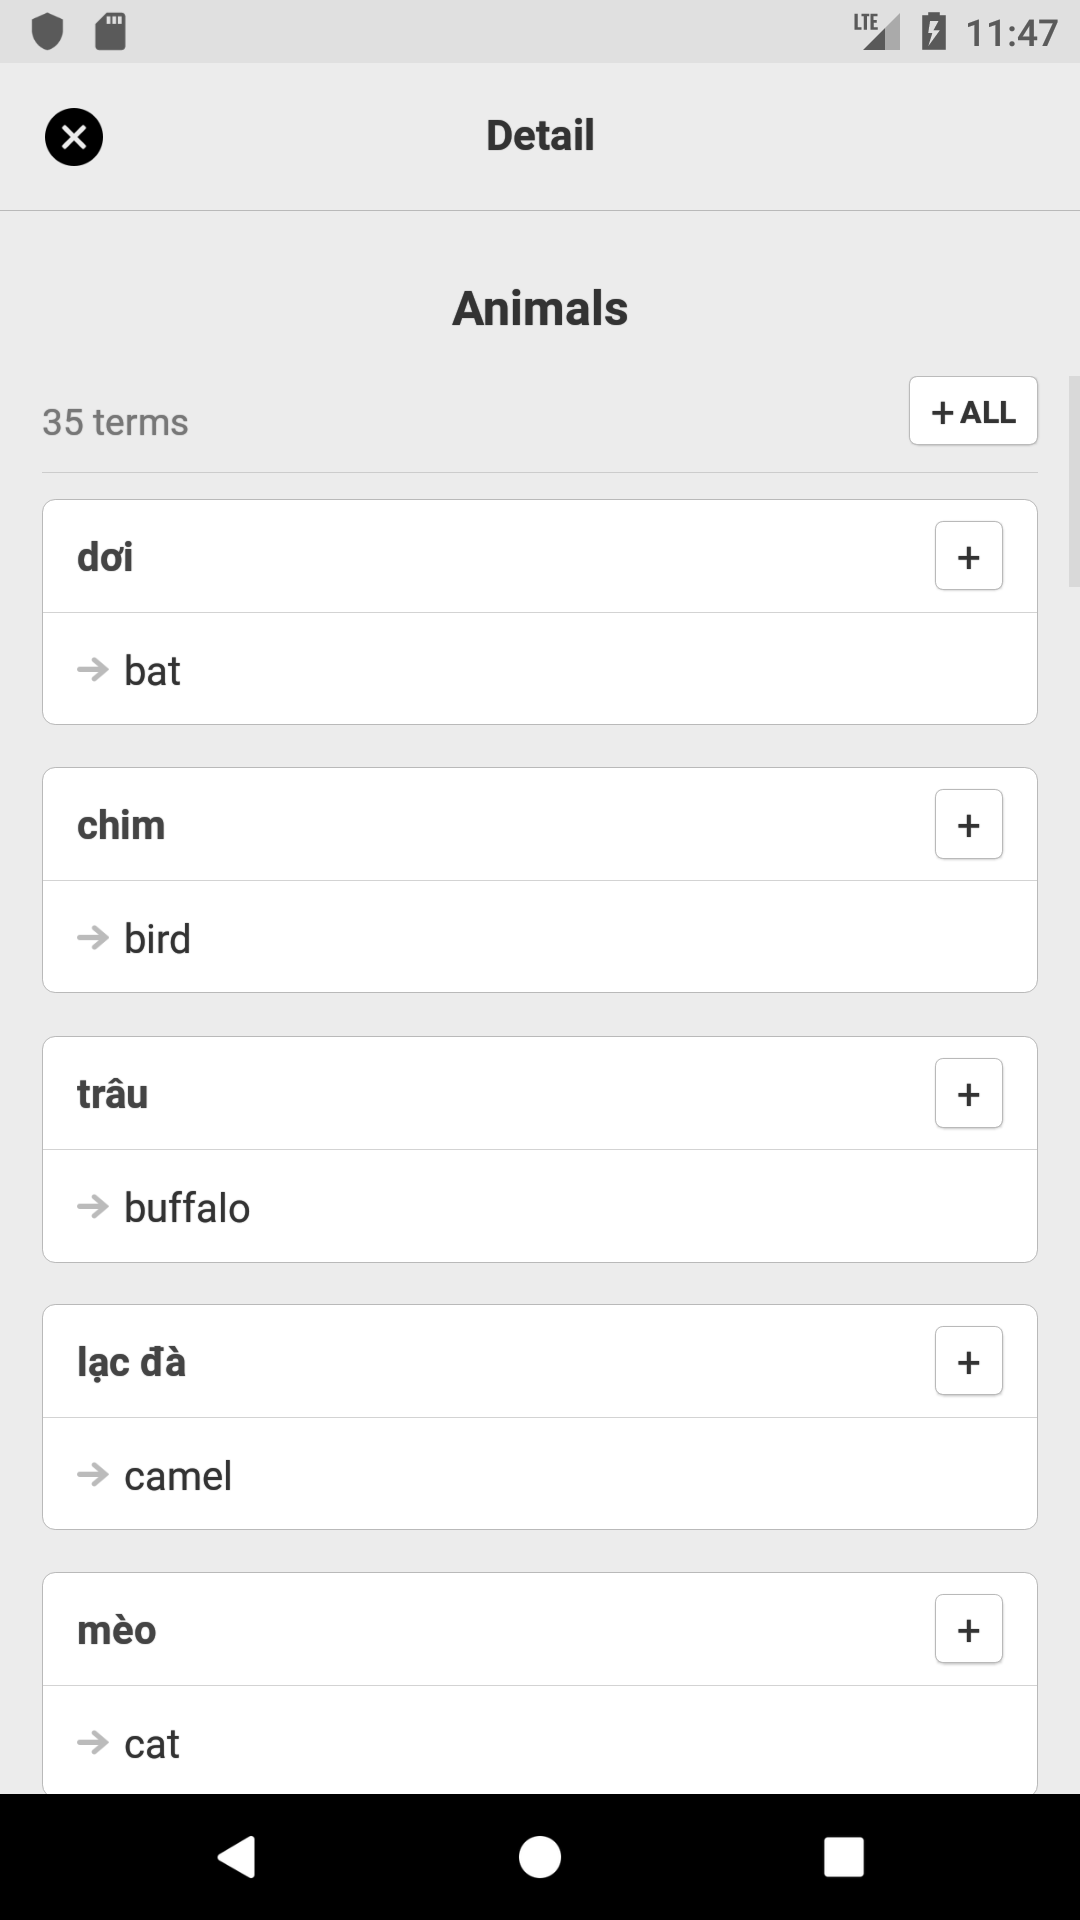 LTE 11:47
Detail
Animals
35 terms
+ ALL
dơi
+
bat
chim
+
bird
trâu
+
buffalo
lạc đà
+
camel
mèo
+
cat